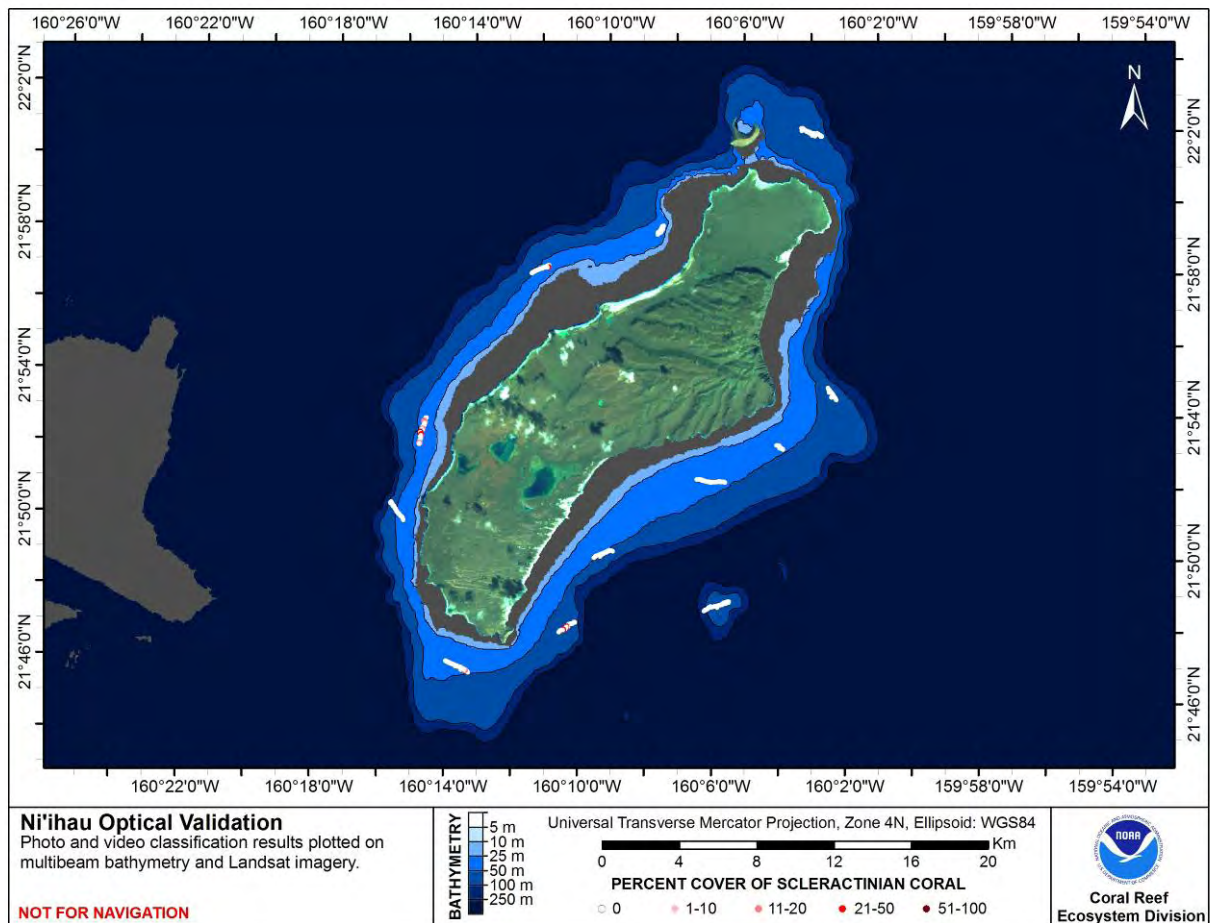 160°26'0"W 160°22'0"W 160°18'0"W 160°14'0"W 160°10'0"W 160°6'0"W 160°2'0"W 159°58'0"W 159°54'0"W
22°2'0"N
21°58'0"N
21°54'0"N
21°50'0"N
21°46'0"N
N
22°2'0"N
21°58'0"N
21°54'0"N
21°50'0"N
21°46'0"N
160°22'0"W 160°18'0"W 160°14'0"W 160°10'0"W 160°6'0"W 160°2'0"W 159°58'0"W 159°54'0"W
Ni'ihau Optical Validation
Photo and video classification results plotted on
multibeam bathymetry and Landsat imagery.
NOT FOR NAVIGATION
BATHYMETRY
5 m
10 m
25 m
50 m
100 m
250 m
Universal Transverse Mercator Projection, Zone 4N, Ellipsoid: WGS84
Km
0 4 8 12 16 20
PERCENT COVER OF SCLERACTINIAN CORAL
0 1-10 11-20 21-50 51-100
NOAA
Coral Reef
Ecosystem Division